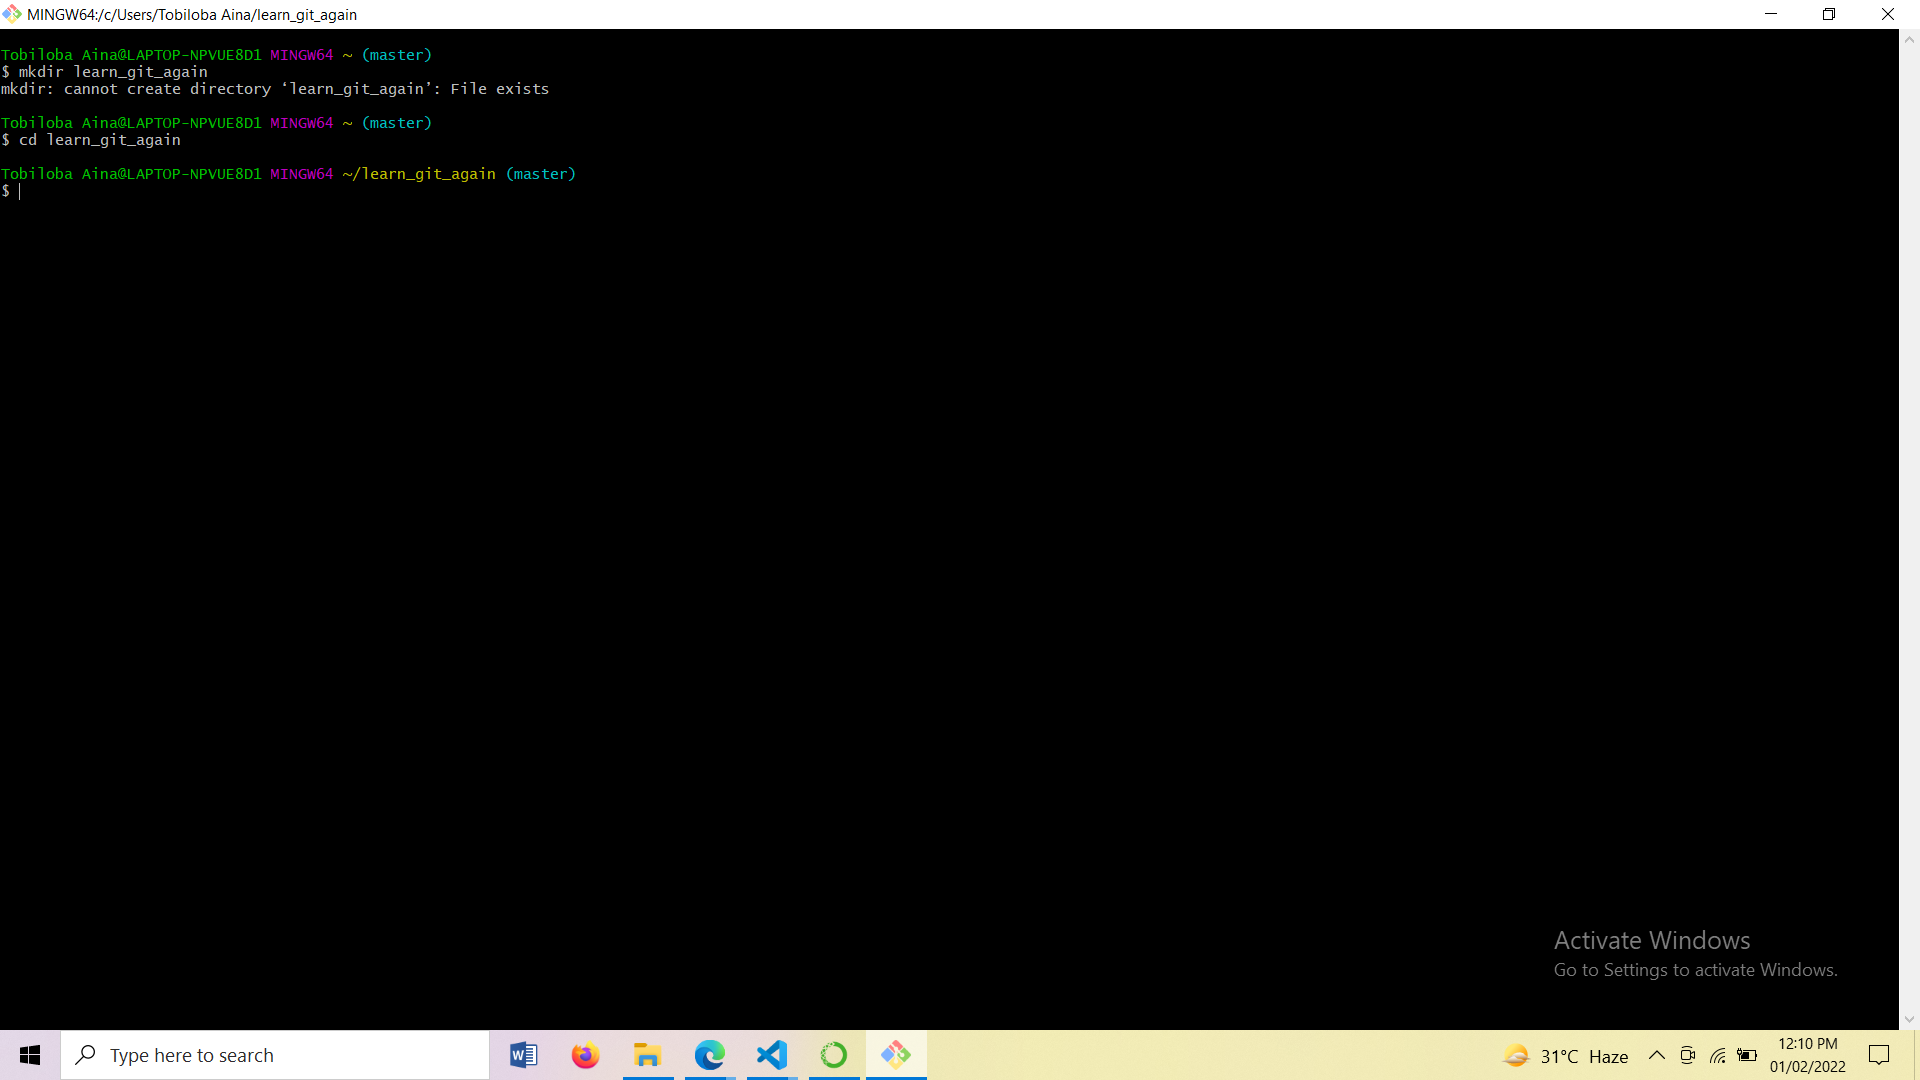 MINGW64:/c/Users/Tobiloba Aina/learn_git_again
Tobiloba Aina@LAPTOP-NPVUE8D1 MINGW64 ~ (master)
$ mkdir learn_git_again
mkdir: cannot create directory ‘learn_git_again’: File exists
Tobiloba Aina@LAPTOP-NPVUE8D1 MINGW64 ~ (master)
$ cd learn_git_again
Tobiloba Aina@LAPTOP-NPVUE8D1 MINGW64 ~/learn_git_again (master)
$
Activate Windows
Go to Settings to activate Windows.
Type here to search
31°C Haze
12:10 PM
01/02/2022